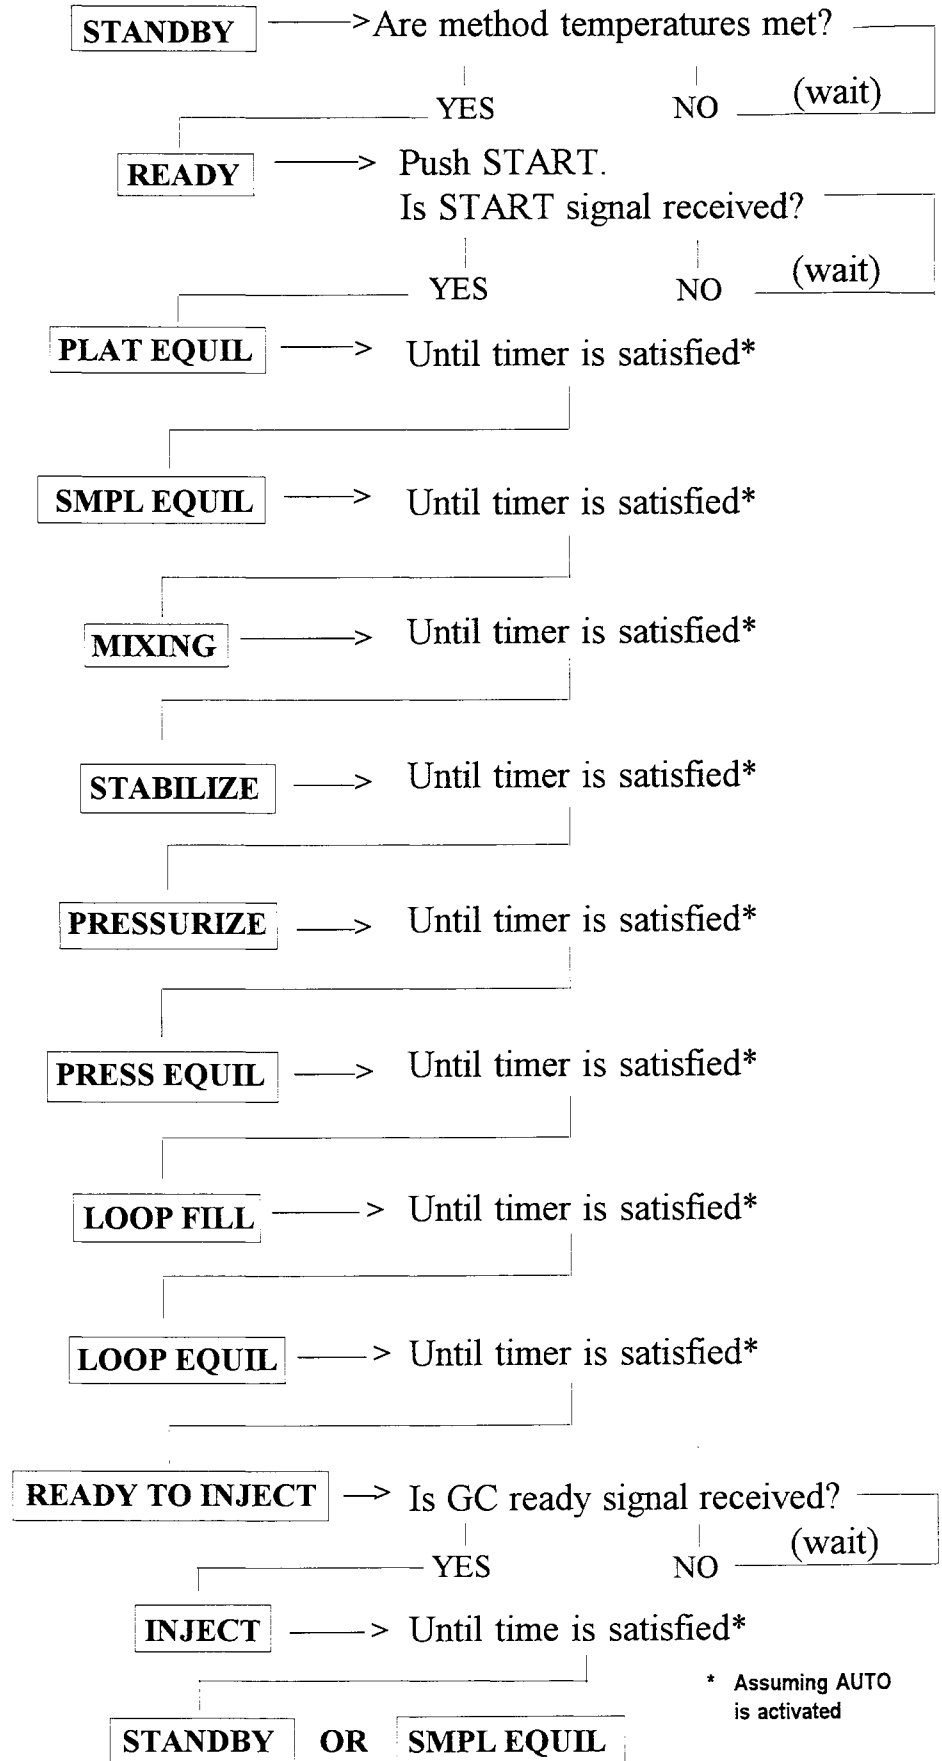 STANDBY —> Are method temperatures met?
YES NO (wait)
READY —> Push START.
Is START signal received?
YES NO (wait)
PLAT EQUIL —> Until timer is satisfied*
SMPL EQUIL —> Until timer is satisfied*
MIXING —> Until timer is satisfied*
STABILIZE —> Until timer is satisfied*
PRESSURIZE —> Until timer is satisfied*
PRESS EQUIL —> Until timer is satisfied*
LOOP FILL —> Until timer is satisfied*
LOOP EQUIL —> Until timer is satisfied*
READY TO INJECT —> Is GC ready signal received?
YES NO (wait)
INJECT —> Until time is satisfied*
* Assuming AUTO
is activated
STANDBY OR SMPL EQUIL